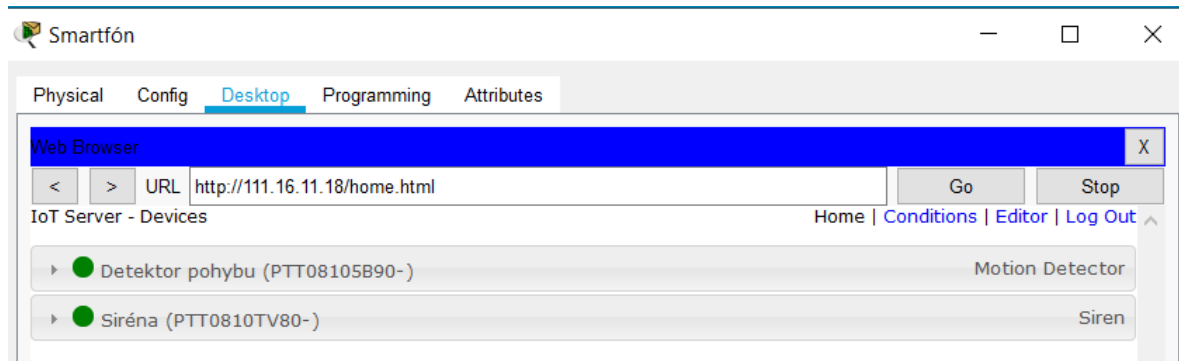 Smartfón
Physical Config Desktop Programming Attributes
Web Browser X
< > URL http://111.16.11.18/home.html Go Stop
IoT Server - Devices Home | Conditions | Editor | Log Out
Detektor pohybu (PTT08105B90-) Motion Detector
Siréna (PTT0810TV80-) Siren